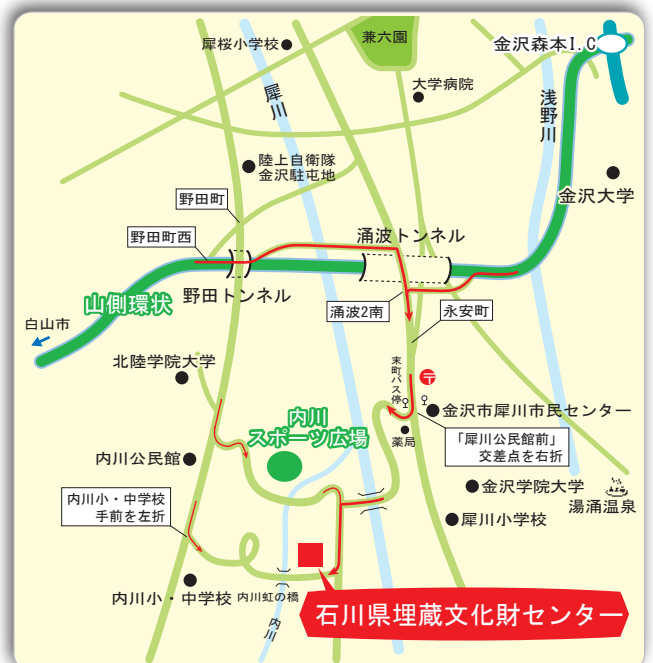 犀桜小学校
兼六園
金沢森本I.C
大学病院
犀川
浅野川
陸上自衛隊
金沢駐屯地
金沢大学
野田町
野田町西
涌波トンネル
山側環状
野田トンネル
涌波2南
永安町
白山市
北陸学院大学
末町バス停
〒
内川
スポーツ広場
金沢市犀川市民センター
薬局
「犀川公民館前」
交差点を右折
内川公民館
金沢学院大学
湯涌温泉
内川小・中学校
手前を左折
犀川小学校
内川小・中学校
内川虹の橋
内川
石川県埋蔵文化財センター